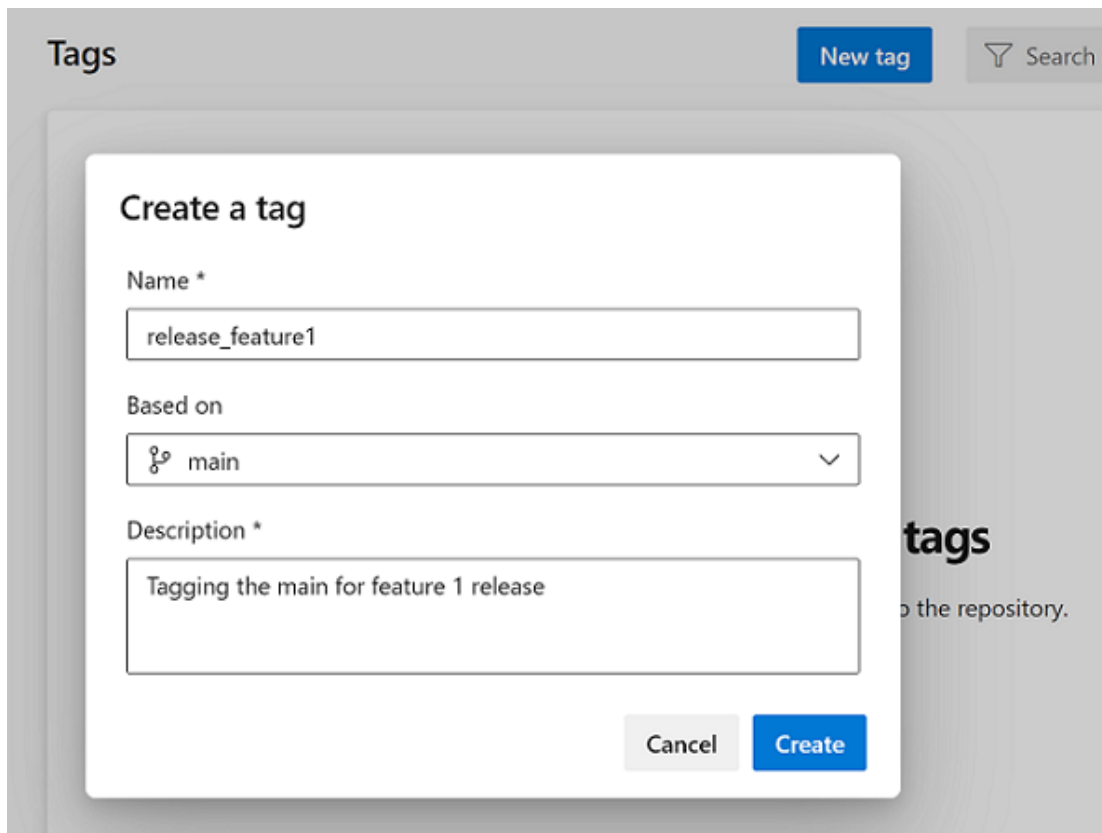 Tags
New tag
Search
Create a tag
Name *
release_feature1
Based on
main
Description *
Tagging the main for feature 1 release
tags
the repository.
Cancel
Create